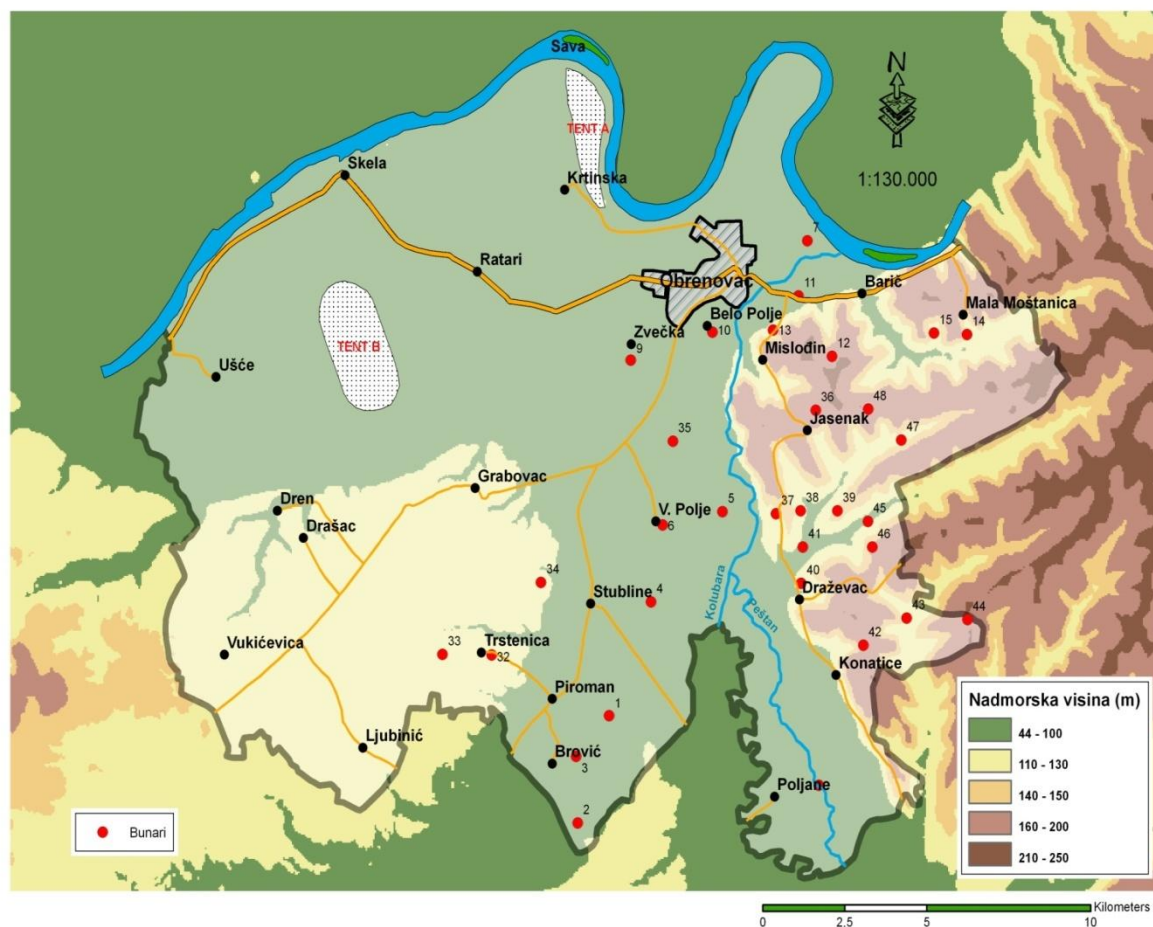 Sava
N
TENT A
Skela
Krtinska
1:130.000
7
Ratari
Obrenovac
11
Barič
Mala Moštanica
Belo Polje
10
13
15
14
Zvečka
9
Mislođin
12
TENT B
Ušće
36
48
Jasenak
47
35
Grabovac
Dren
Drašac
V. Polje
6
5
37
38
39
45
41
46
34
Stubline
4
40
Draževac
Kolubara
Peštan
43
44
42
Vukićevica
33
Trstenica
32
Konatice
Piroman
1
Ljubinić
Brović
3
Poljane
2
Bunari
Nadmorska visina (m)
44 - 100
110 - 130
140 - 150
160 - 200
210 - 250
Kilometers
0 2.5 5 10